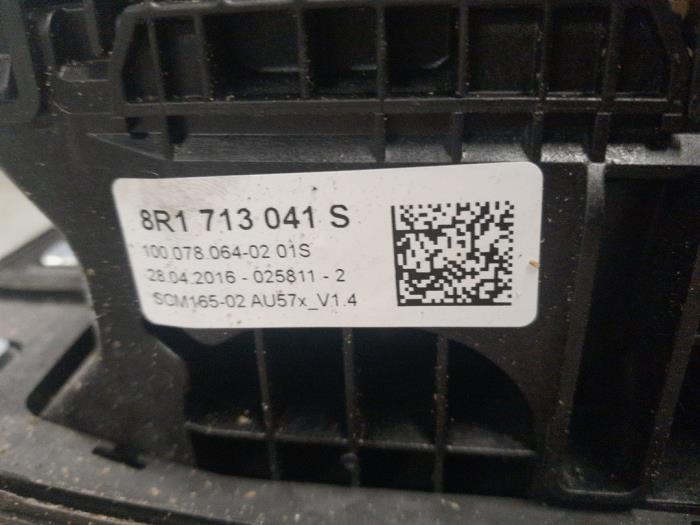 8R1 713 041 S
100.078.064-02 01S
28.04.2016 - 025811 - 2
SCM165-02 AU57x_V1.4